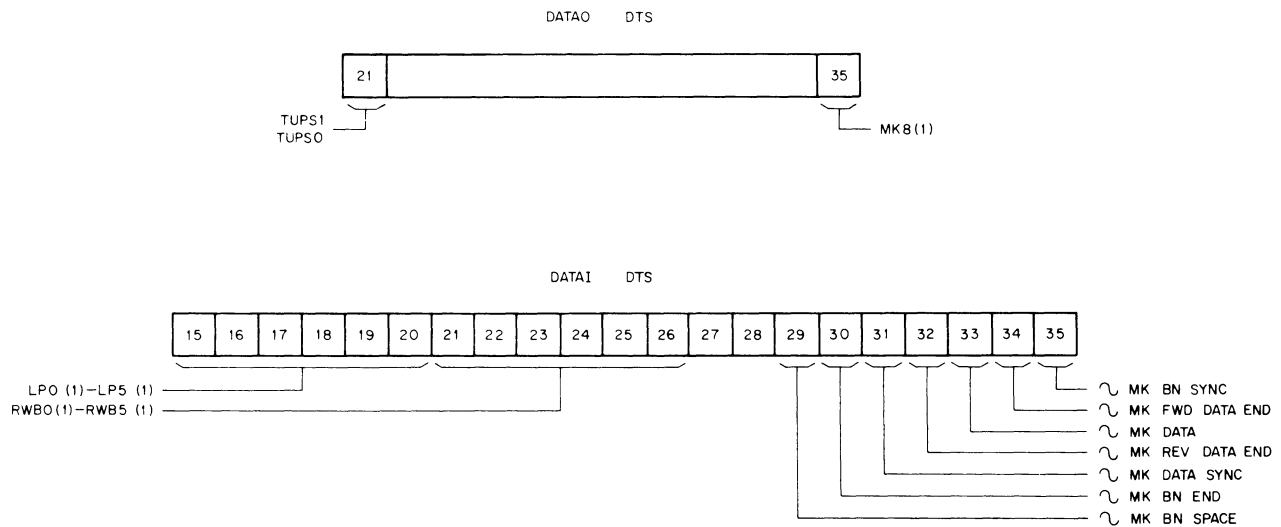 DATAO DTS
21 35
TUPS1
TUPS0
MK8(1)
DATAI DTS
15 16 17 18 19 20 21 22 23 24 25 26 27 28 29 30 31 32 33 34 35
LP0 (1)-LP5 (1)
RWB0(1)-RWB5 (1)
∿ MK BN SYNC
∿ MK FWD DATA END
∿ MK DATA
∿ MK REV DATA END
∿ MK DATA SYNC
∿ MK BN END
∿ MK BN SPACE